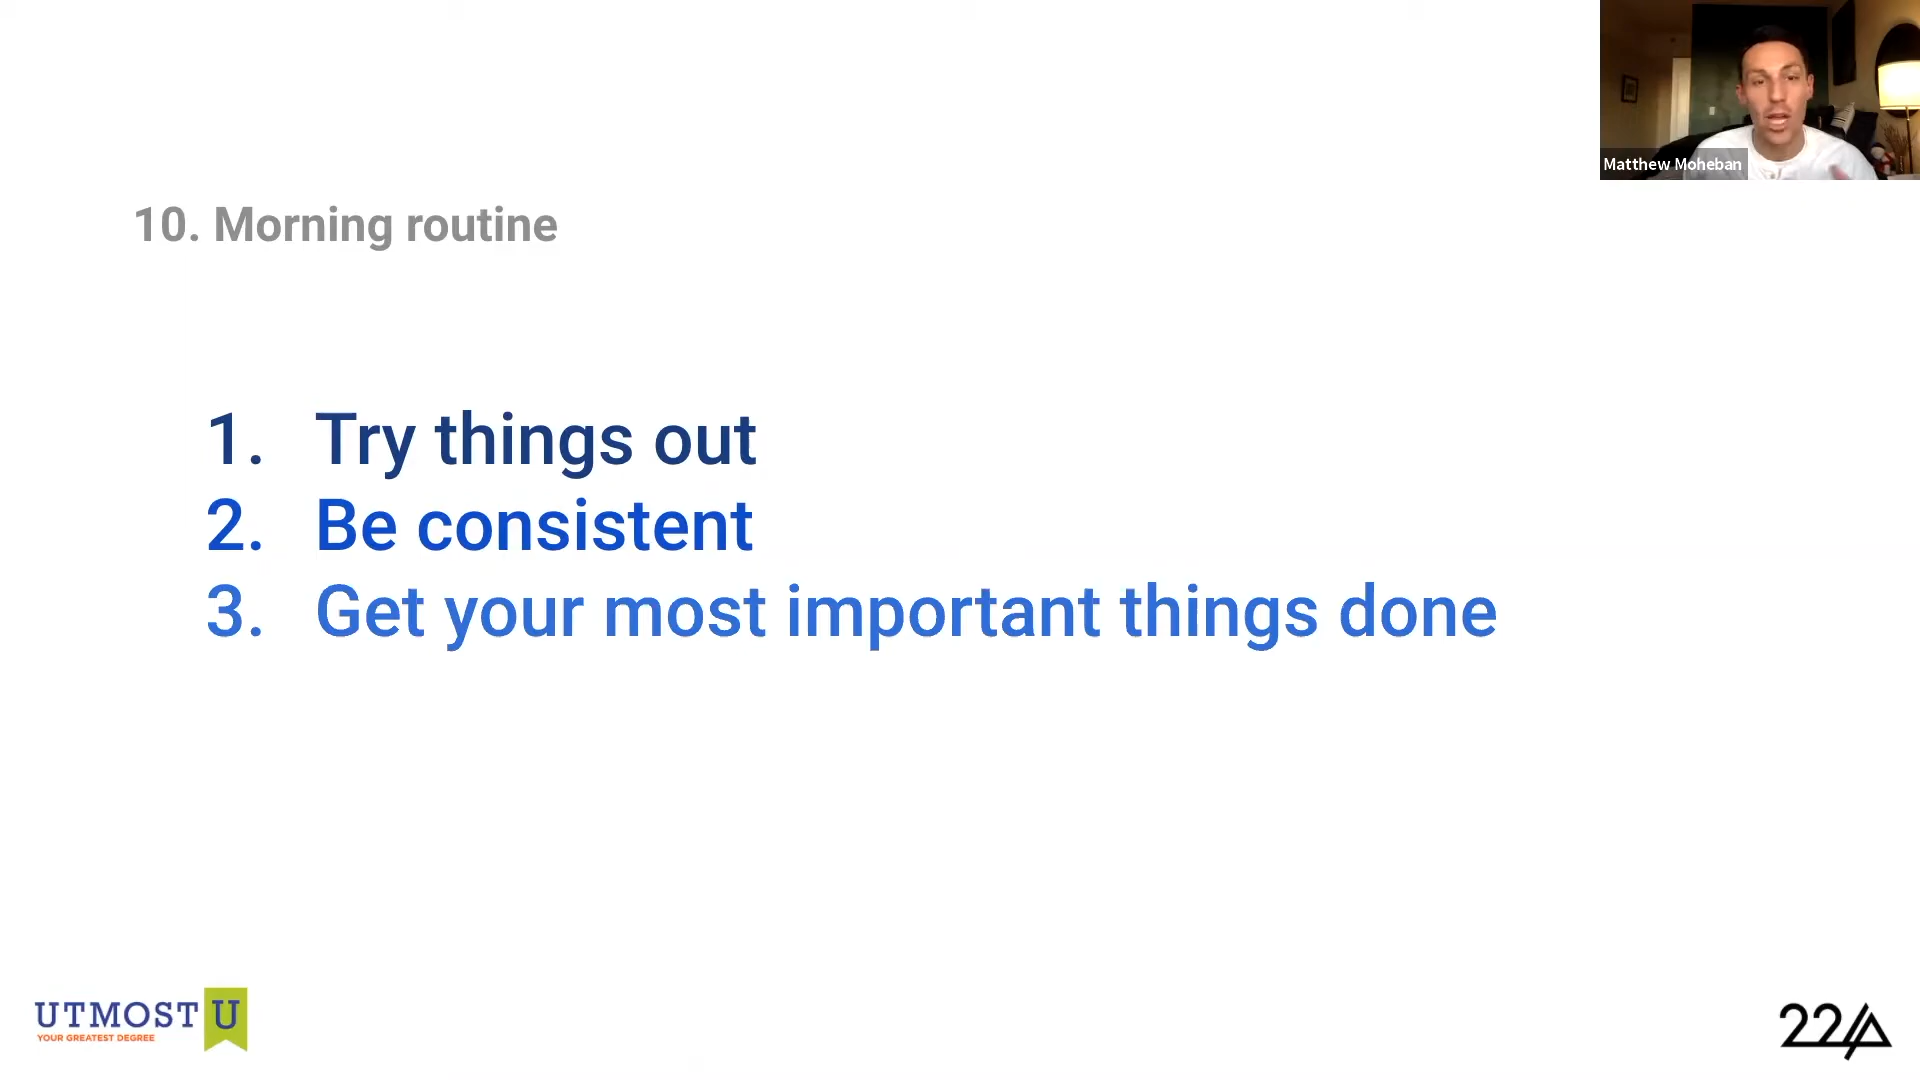 Matthew Moheban
10. Morning routine
1. Try things out
2. Be consistent
3. Get your most important things done
UTMOST U
YOUR GREATEST DEGREE
22A